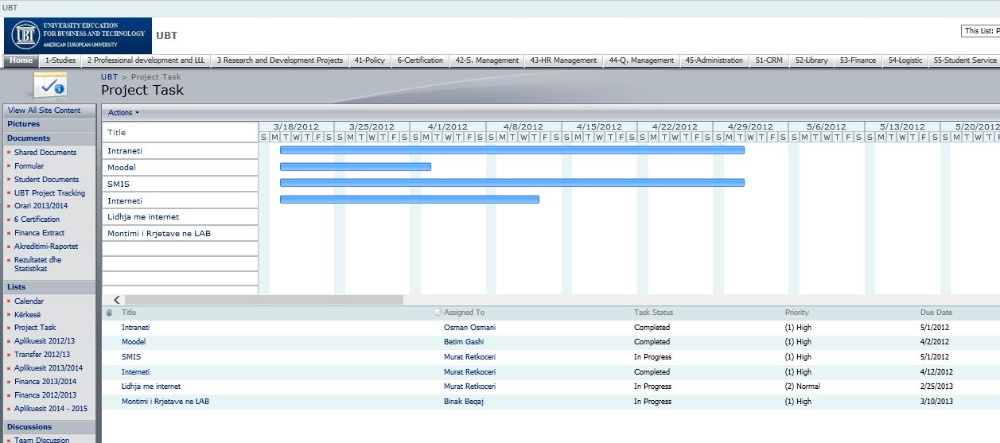 UBT
UNIVERSITY EDUCATION
FOR BUSINESS AND TECHNOLOGY
UBT
AMERICAN EUROPEAN UNIVERSITY
UBT
This List: P
Home 1-Studies 2 Professional development and LLL 3 Research and Development Projects 41-Policy 6-Certification 42-S. Management 43-HR Management 44-Q. Management 45-Administration 51-CRM 52-Library 53-Finance 54-Logistic 55-Student Service
UBT > Project Task
Project Task
View All Site Content
Pictures
Documents
Shared Documents
Formular
Student Documents
UBT Project Tracking
Orari 2013/2014
6 Certification
Financa Extract
Akreditimi-Raportet
Rezultatet dhe
Statistikat
Lists
Calendar
Kërkesë
Project Task
Aplikuesit 2012/13
Transfer 2012/13
Aplikuesit 2013/2014
Financa 2013/2014
Financa 2012/2013
Aplikuesit 2014 - 2015
Discussions
Team Discussion
Actions
Title 3/18/2012 3/25/2012 4/1/2012 4/8/2012 4/15/2012 4/22/2012 4/29/2012 5/6/2012 5/13/2012 5/20/2012
S M T W T F S S M T W T F S S M T W T F S S M T W T F S S M T W T F S S M T W T F S S M T W T F S S M T W T F S S M T W T F S S M T W T F
Intraneti
Moodel
SMIS
Interneti
Lidhja me internet
Montimi i Rrjetave ne LAB
Title Assigned To Task Status Priority Due Date
Intraneti Osman Osmani Completed (1) High 5/1/2012
Moodel Betim Gashi Completed (1) High 4/2/2012
SMIS Murat Retkoceri In Progress (1) High 5/1/2012
Interneti Murat Retkoceri Completed (1) High 4/12/2012
Lidhja me internet Murat Retkoceri In Progress (2) Normal 2/25/2013
Montimi i Rrjetave ne LAB Binak Beqaj In Progress (1) High 3/10/2013